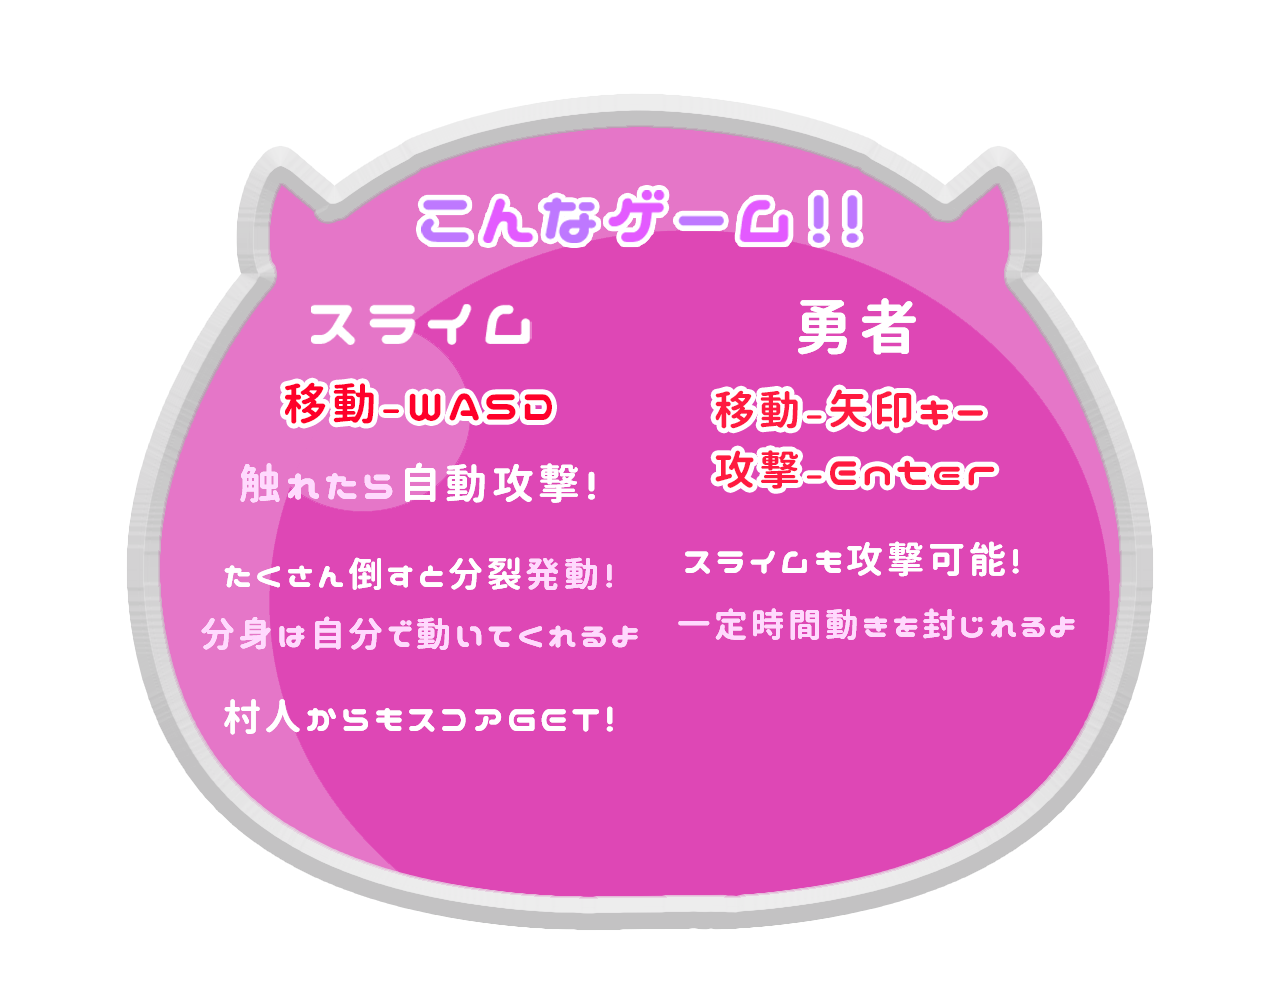 こんなゲーム!!
スライム
移動-WASD
触れたら自動攻撃!
たくさん倒すと分裂発動!
分身は自分で動いてくれるよ
村人からもスコアGET!
勇者
移動-矢印キー
攻撃-Enter
スライムも攻撃可能!
一定時間動きを封じれるよ